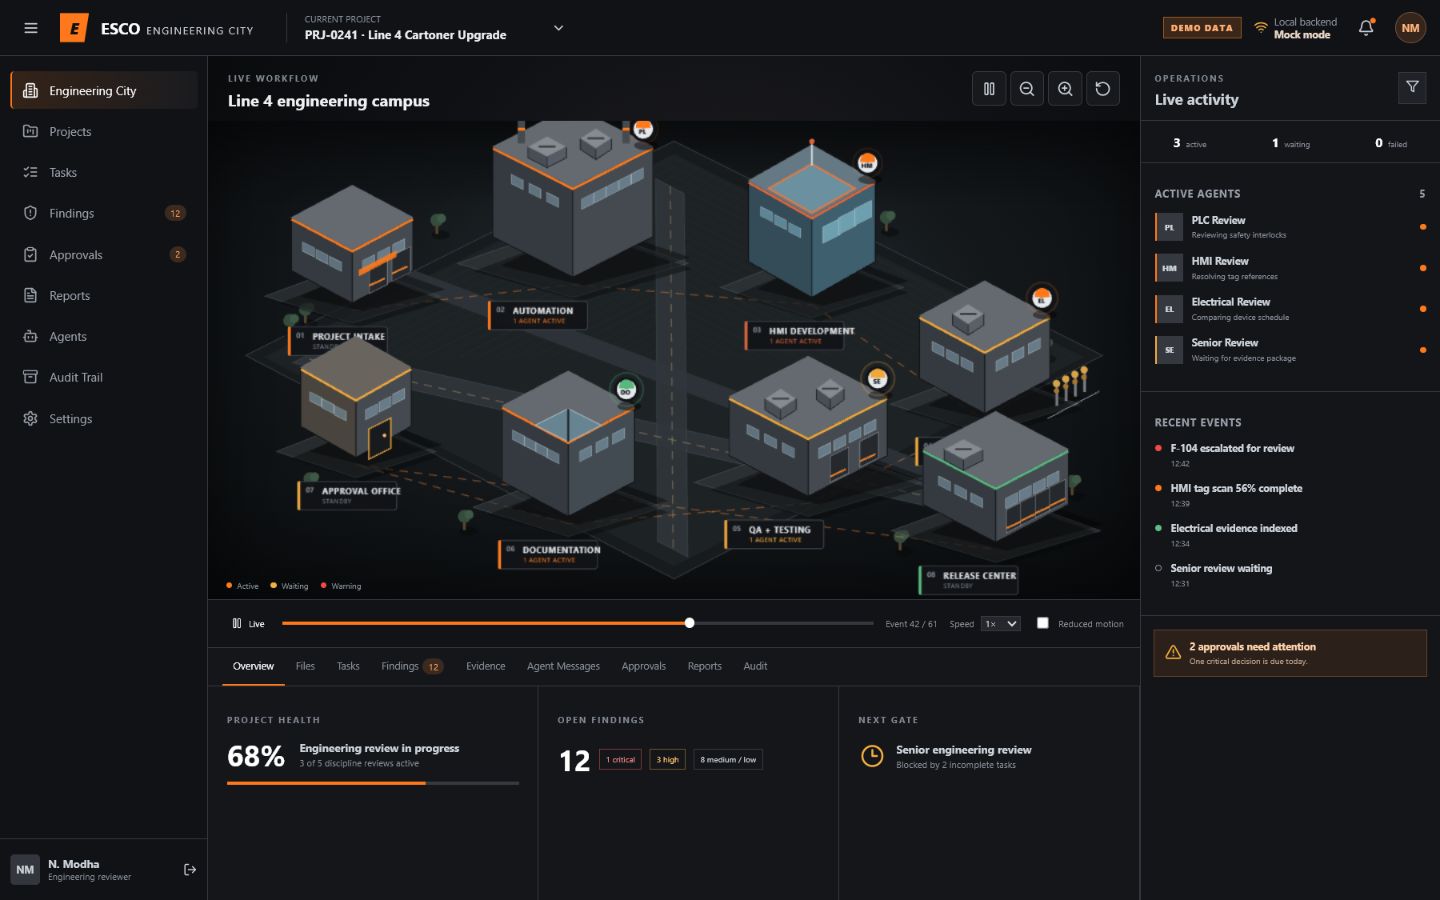 E ESCO ENGINEERING CITY
CURRENT PROJECT
PRJ-0241 · Line 4 Cartoner Upgrade
DEMO DATA
Local backend
Mock mode
NM
Engineering City
Projects
Tasks
Findings 12
Approvals 2
Reports
Agents
Audit Trail
Settings
NM
N. Modha
Engineering reviewer
LIVE WORKFLOW
Line 4 engineering campus
PL
HM
EL
SE
DO
01 PROJECT INTAKE
STAND
02 AUTOMATION
1 AGENT ACTIVE
03 HMI DEVELOPMENT
1 AGENT ACTIVE
07 APPROVAL OFFICE
STANDBY
06 DOCUMENTATION
1 AGENT ACTIVE
05 QA + TESTING
1 AGENT ACTIVE
08 RELEASE CENTER
STANDBY
Active
Waiting
Warning
Live
Event 42 / 61
Speed
1×
Reduced motion
Overview
Files
Tasks
Findings 12
Evidence
Agent Messages
Approvals
Reports
Audit
PROJECT HEALTH
68%
Engineering review in progress
3 of 5 discipline reviews active
OPEN FINDINGS
12
1 critical
3 high
8 medium / low
NEXT GATE
Senior engineering review
Blocked by 2 incomplete tasks
OPERATIONS
Live activity
3 active
1 waiting
0 failed
ACTIVE AGENTS 5
PL
PLC Review
Reviewing safety interlocks
HM
HMI Review
Resolving tag references
EL
Electrical Review
Comparing device schedule
SE
Senior Review
Waiting for evidence package
RECENT EVENTS
F-104 escalated for review
12:42
HMI tag scan 56% complete
12:39
Electrical evidence indexed
12:34
Senior review waiting
12:31
2 approvals need attention
One critical decision is due today.